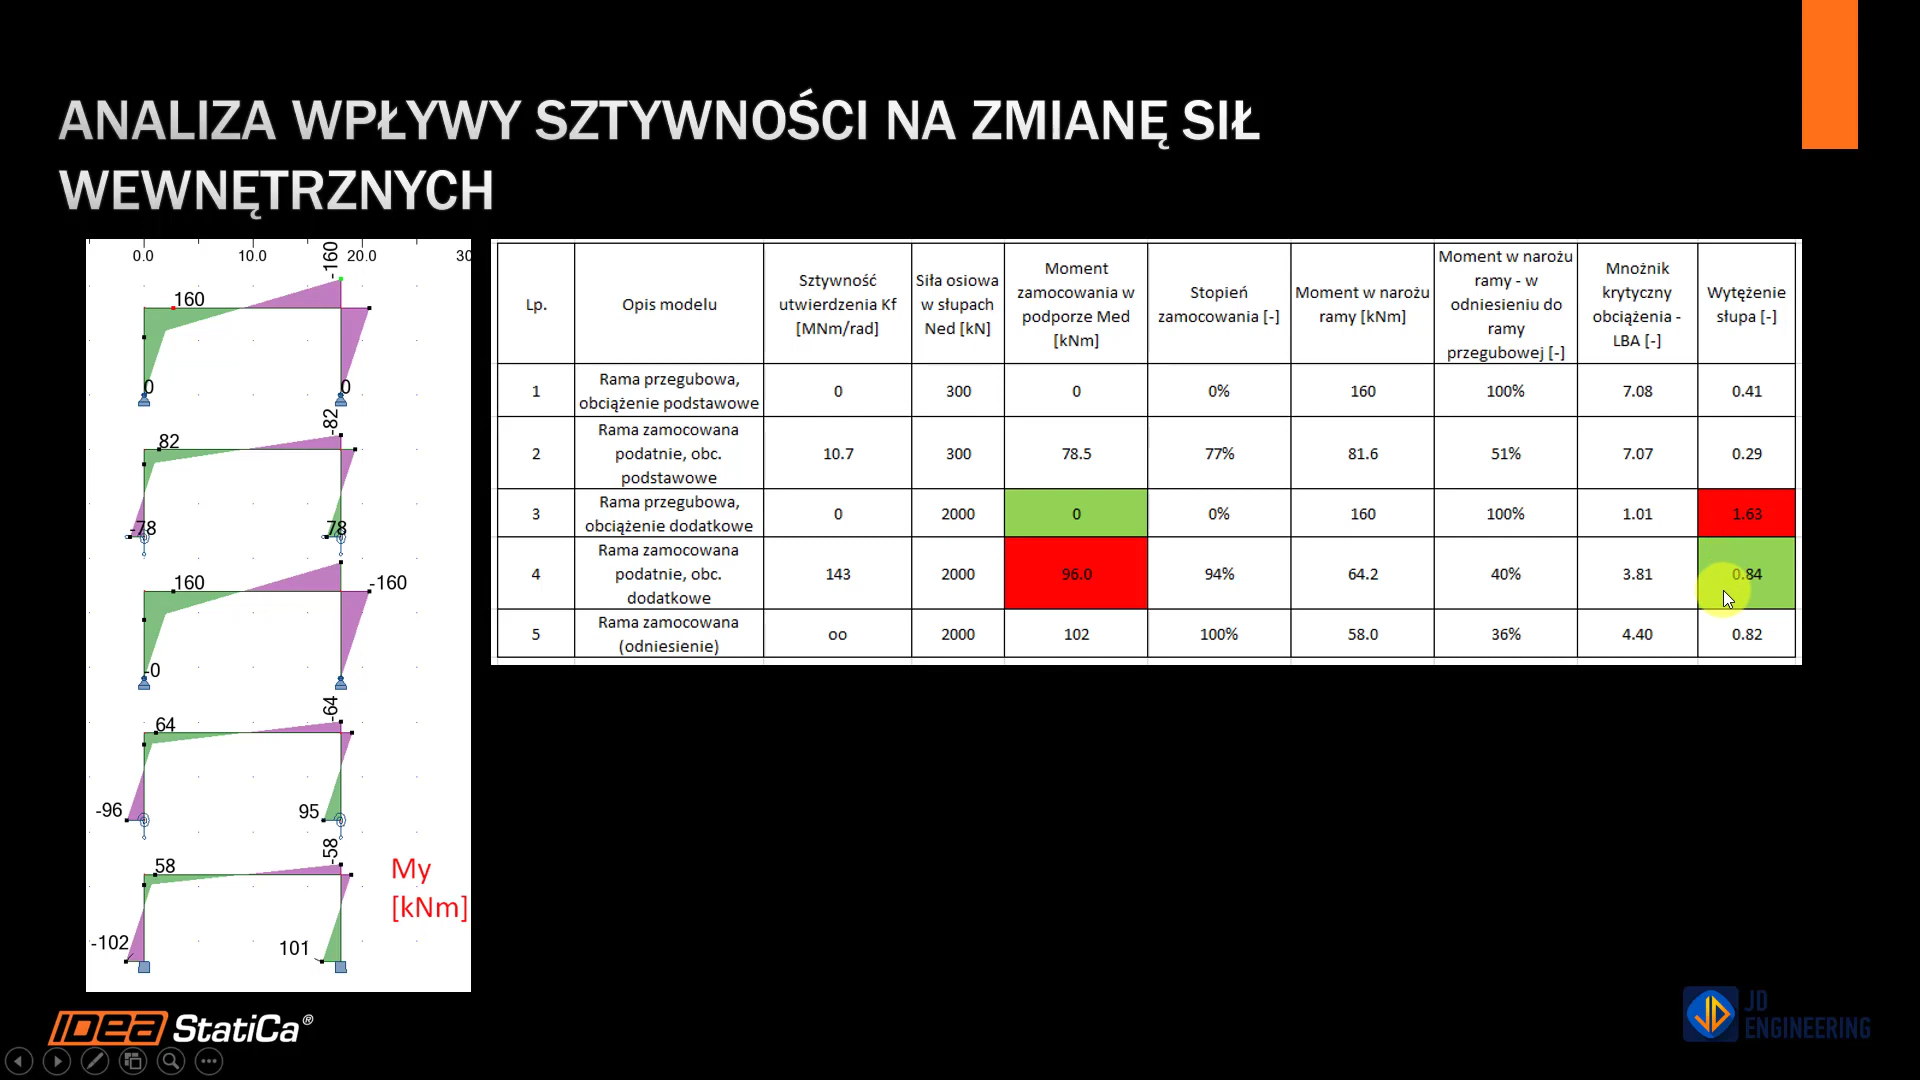 ANALIZA WPŁYWY SZTYWNOŚCI NA ZMIANĘ SIŁ
WEWNĘTRZNYCH
0.0 10.0 20.0 30
160
-160
0 0
82
-82
-78 78
160 -160
-0
64
-64
-96 95
58
-58
-102 101
My
[kNm]
Lp.
Opis modelu
Sztywność
utwierdzenia Kf
[MNm/rad]
Siła osiowa
w słupach
Ned [kN]
Moment
zamocowania w
podporze Med
[kNm]
Stopień
zamocowania [-]
Moment w narożu
ramy [kNm]
Moment w narożu
ramy - w
odniesieniu do
ramy
przegubowej [-]
Mnożnik
krytyczny
obciążenia -
LBA [-]
Wytężenie
słupa [-]
1
Rama przegubowa,
obciążenie podstawowe
0 300 0 0% 160 100% 7.08 0.41
2
Rama zamocowana
podatnie, obc.
podstawowe
10.7 300 78.5 77% 81.6 51% 7.07 0.29
3
Rama przegubowa,
obciążenie dodatkowe
0 2000 0 0% 160 100% 1.01 1.63
4
Rama zamocowana
podatnie, obc.
dodatkowe
143 2000 96.0 94% 64.2 40% 3.81 0.84
5
Rama zamocowana
(odniesienie)
oo 2000 102 100% 58.0 36% 4.40 0.82
IDEA StatiCa®
JD
ENGINEERING